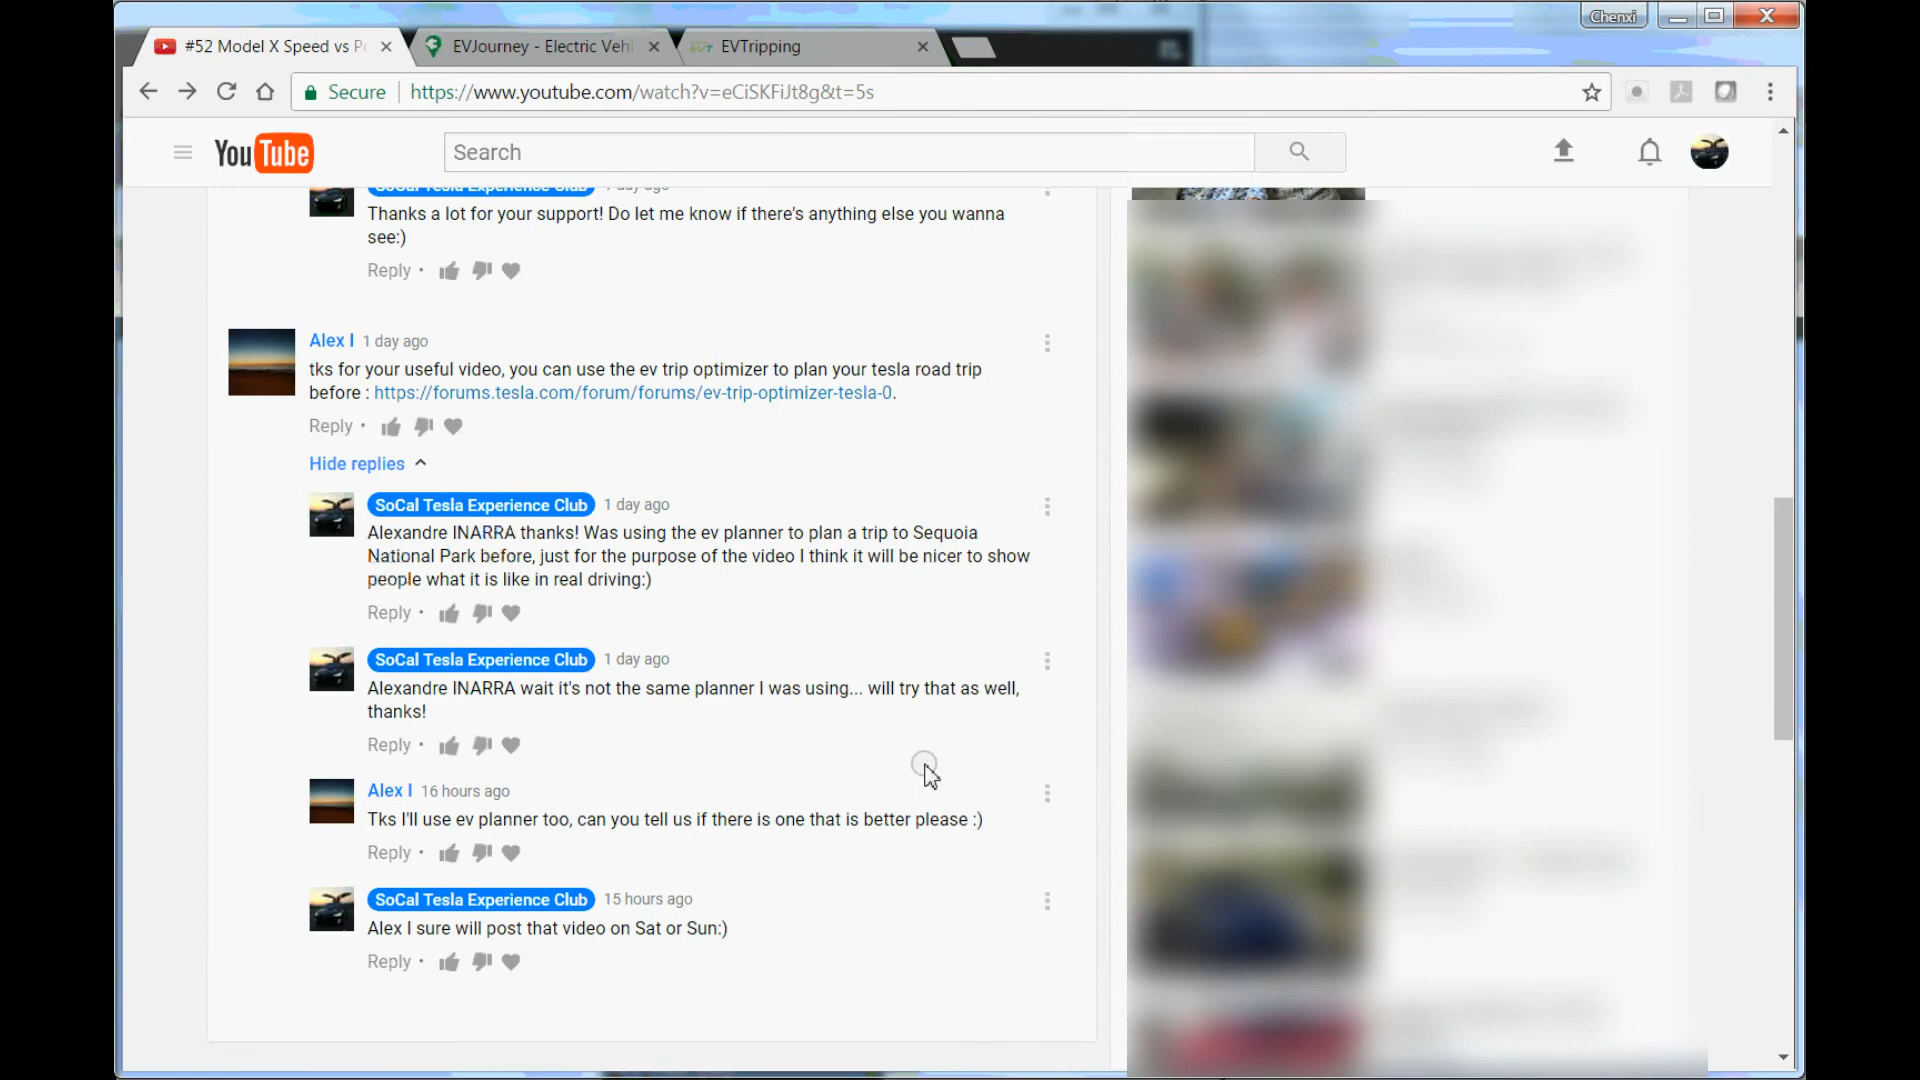 Chenxi
#52 Model X Speed vs P
EVJourney - Electric Vehi
EVTripping
Secure
https://www.youtube.com/watch?v=eCiSKFiJt8g&t=5s
YouTube
Search
SoCal Tesla Experience Club 1 day ago
Thanks a lot for your support! Do let me know if there's anything else you wanna
see:)
Reply •
Alex I 1 day ago
tks for your useful video, you can use the ev trip optimizer to plan your tesla road trip
before : https://forums.tesla.com/forum/forums/ev-trip-optimizer-tesla-0.
Reply •
Hide replies
SoCal Tesla Experience Club 1 day ago
Alexandre INARRA thanks! Was using the ev planner to plan a trip to Sequoia
National Park before, just for the purpose of the video I think it will be nicer to show
people what it is like in real driving:)
Reply •
SoCal Tesla Experience Club 1 day ago
Alexandre INARRA wait it's not the same planner I was using... will try that as well,
thanks!
Reply •
Alex I 16 hours ago
Tks I'll use ev planner too, can you tell us if there is one that is better please :)
Reply •
SoCal Tesla Experience Club 15 hours ago
Alex I sure will post that video on Sat or Sun:)
Reply •